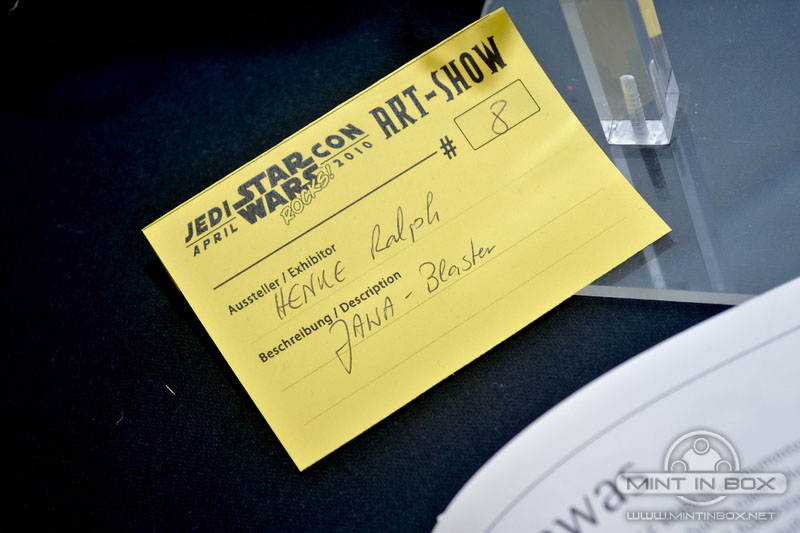 JEDI-CON
APRIL 2010
STAR WARS
ROCKS!
ART-SHOW
# 8
Aussteller / Exhibitor
HENKE Ralph
Beschreibung / Description
JAWA - Blaster
MINT IN BOX
WWW.MINTINBOX.NET